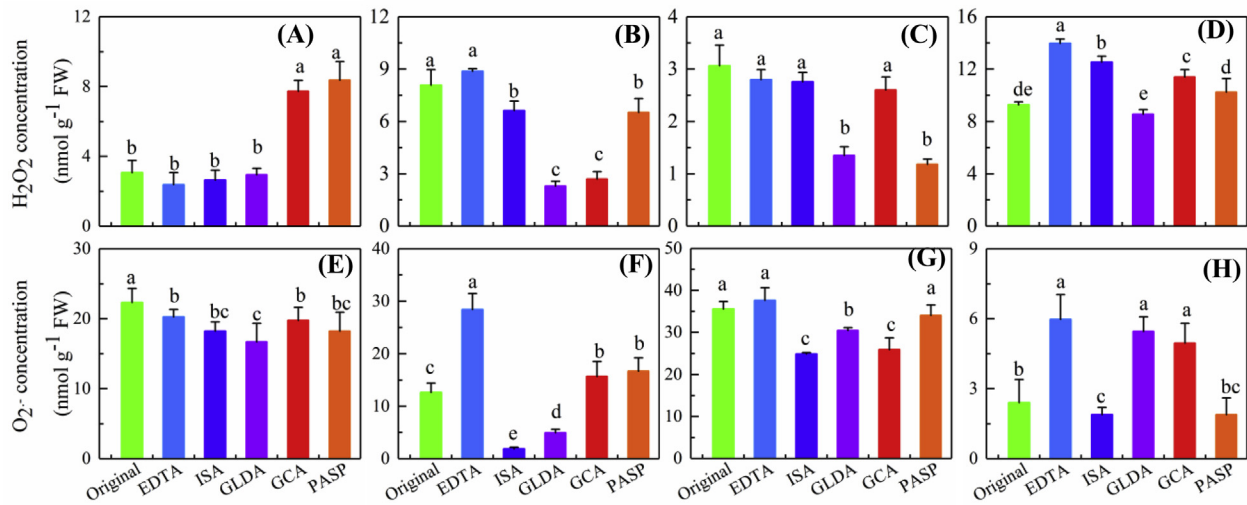 H2O2 concentration
(nmol g-1 FW)
12
9
6
3
0
(A)
b
b
b
b
a
a
12
9
6
3
0
(B)
a
a
b
c
c
b
4
3
2
1
0
(C)
a
a
a
b
a
b
16
12
8
4
0
(D)
de
a
b
e
c
d
O2·- concentration
(nmol g-1 FW)
30
20
10
0
(E)
a
b
bc
c
b
bc
Original
EDTA
ISA
GLDA
GCA
PASP
40
30
20
10
0
(F)
c
a
e
d
b
b
Original
EDTA
ISA
GLDA
GCA
PASP
50
40
30
20
10
0
(G)
a
a
c
b
c
a
Original
EDTA
ISA
GLDA
GCA
PASP
9
6
3
0
(H)
b
a
c
a
a
bc
Original
EDTA
ISA
GLDA
GCA
PASP